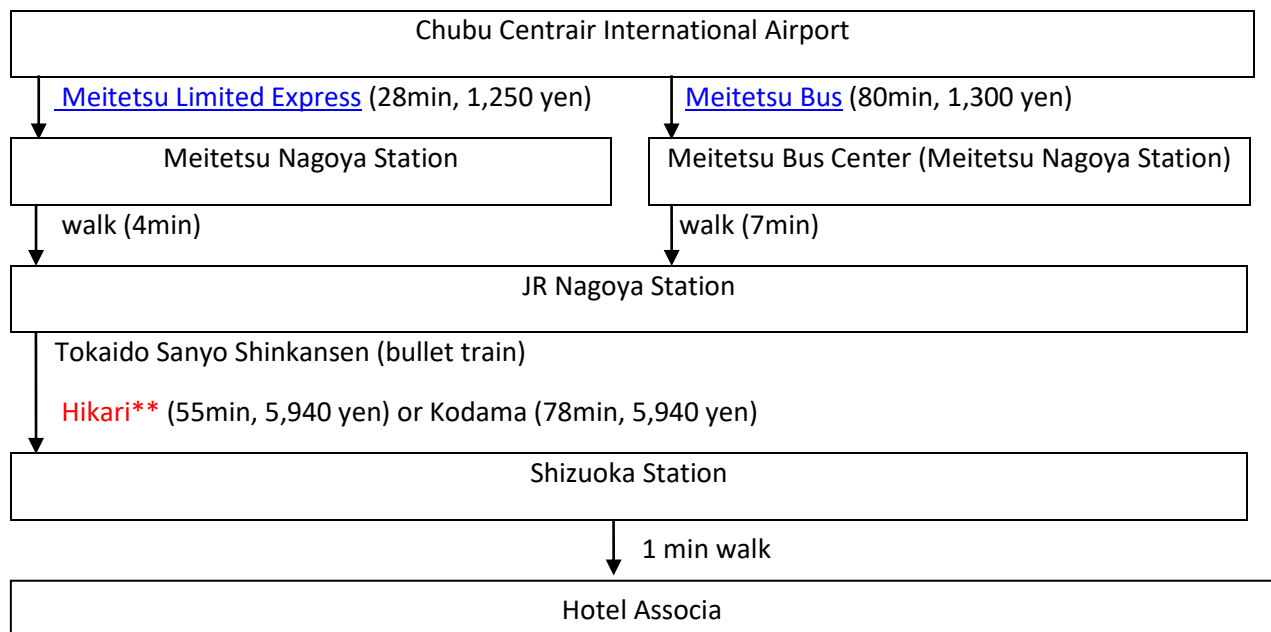 Chubu Centrair International Airport
Meitetsu Limited Express (28min, 1,250 yen)
Meitetsu Bus (80min, 1,300 yen)
Meitetsu Nagoya Station
Meitetsu Bus Center (Meitetsu Nagoya Station)
walk (4min)
walk (7min)
JR Nagoya Station
Tokaido Sanyo Shinkansen (bullet train)
Hikari** (55min, 5,940 yen) or Kodama (78min, 5,940 yen)
Shizuoka Station
1 min walk
Hotel Associa